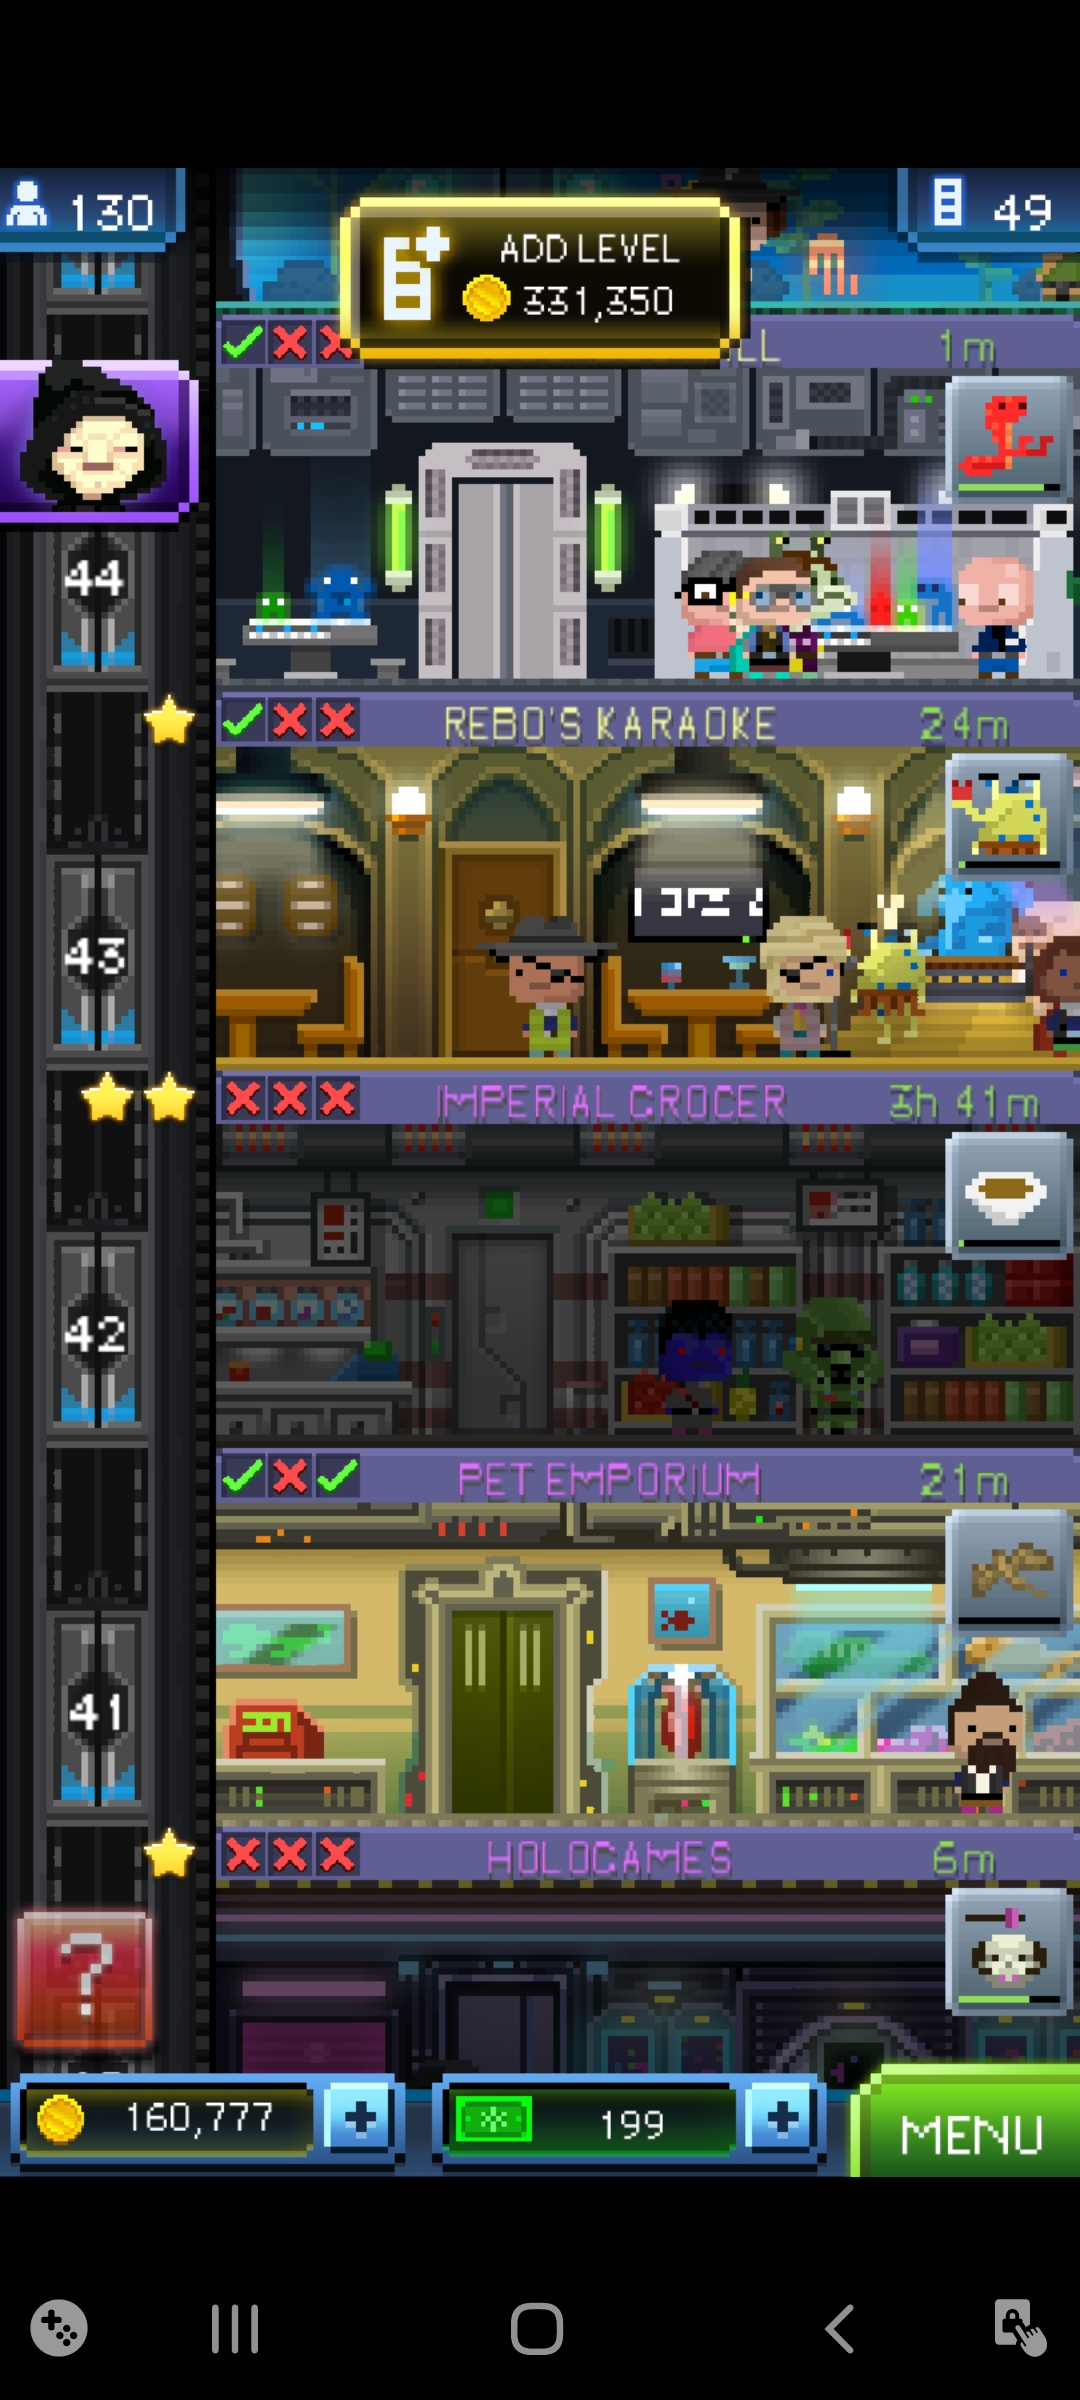 130
ADD LEVEL
331,350
49
LL 1m
44
REBO'S KARAOKE 24m
43
IMPERIAL GROCER 3h 41m
42
PET EMPORIUM 21m
41
HOLOGAMES 6m
?
160,777 +
199 +
MENU